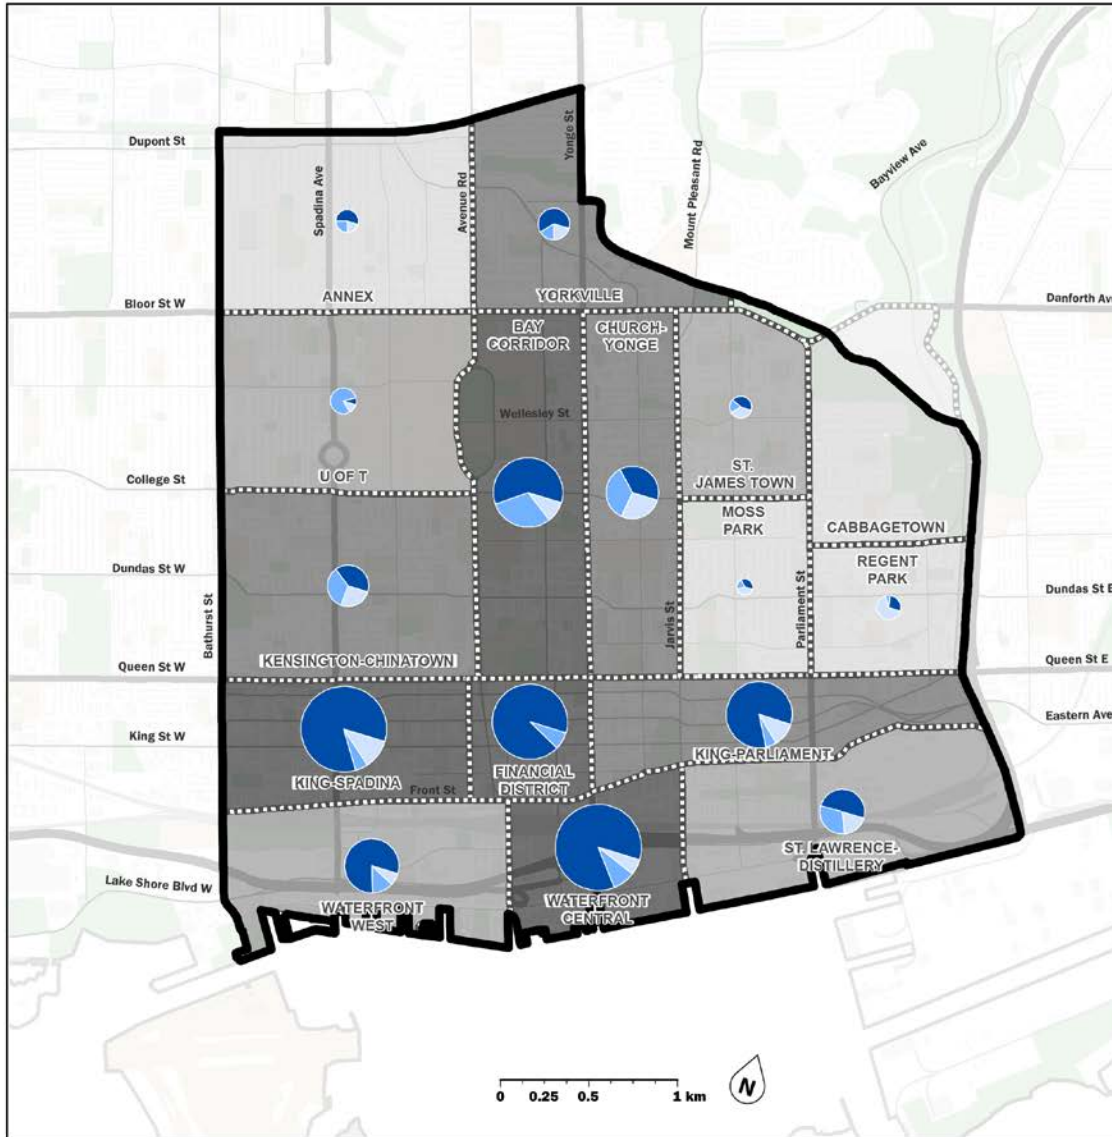 Dupont St
Spadina Ave
Avenue Rd
Yonge St
Mount Pleasant Rd
Bayview Ave
Bloor St W
ANNEX
YORKVILLE
Danforth Av
BAY
CORRIDOR
CHURCH-
YONGE
Wellesley St
College St
U OF T
ST.
JAMES TOWN
MOSS
PARK
CABBAGETOWN
REGENT
PARK
Dundas St W
Dundas St E
Bathurst St
Jarvis St
Parliament St
Queen St W
KENSINGTON-CHINATOWN
Queen St E
King St W
KING-SPADINA
FINANCIAL
DISTRICT
KING-PARLIAMENT
Eastern Ave
Front St
ST. LAWRENCE-
DISTILLERY
Lake Shore Blvd W
WATERFRONT
WEST
WATERFRONT
CENTRAL
0 0.25 0.5 1 km
N